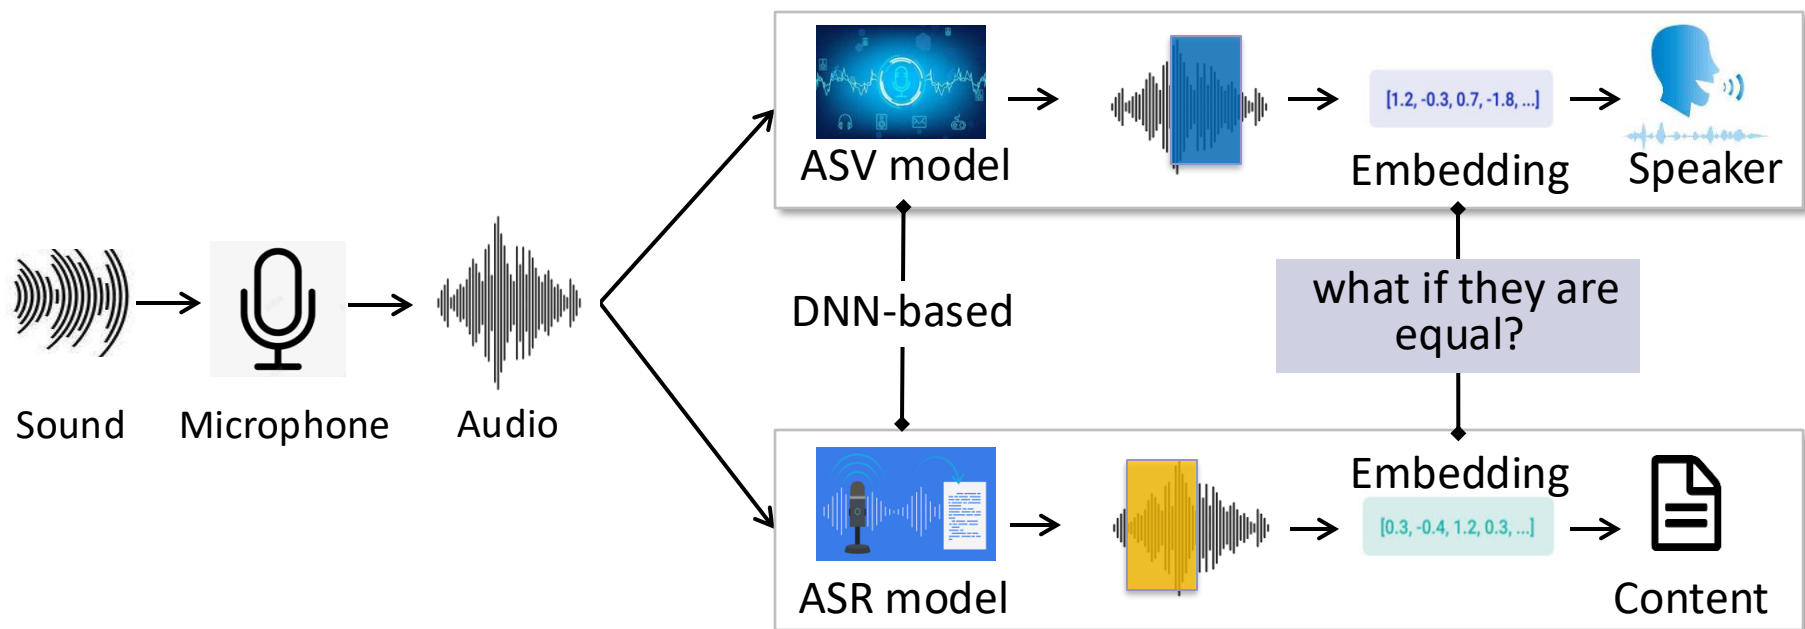 Sound
Microphone
Audio
ASV model
[1.2, -0.3, 0.7, -1.8, ...]
Embedding
Speaker
DNN-based
what if they are
equal?
ASR model
Embedding
[0.3, -0.4, 1.2, 0.3, ...]
Content